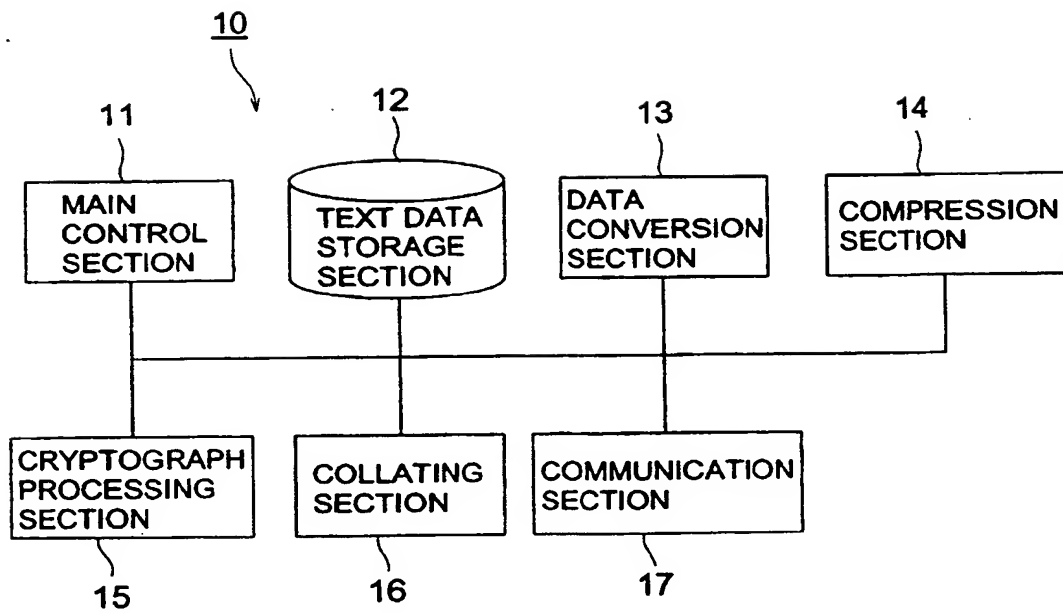 10
11
12
13
14
MAIN
CONTROL
SECTION
TEXT DATA
STORAGE
SECTION
DATA
CONVERSION
SECTION
COMPRESSION
SECTION
CRYPTOGRAPH
PROCESSING
SECTION
COLLATING
SECTION
COMMUNICATION
SECTION
15
16
17